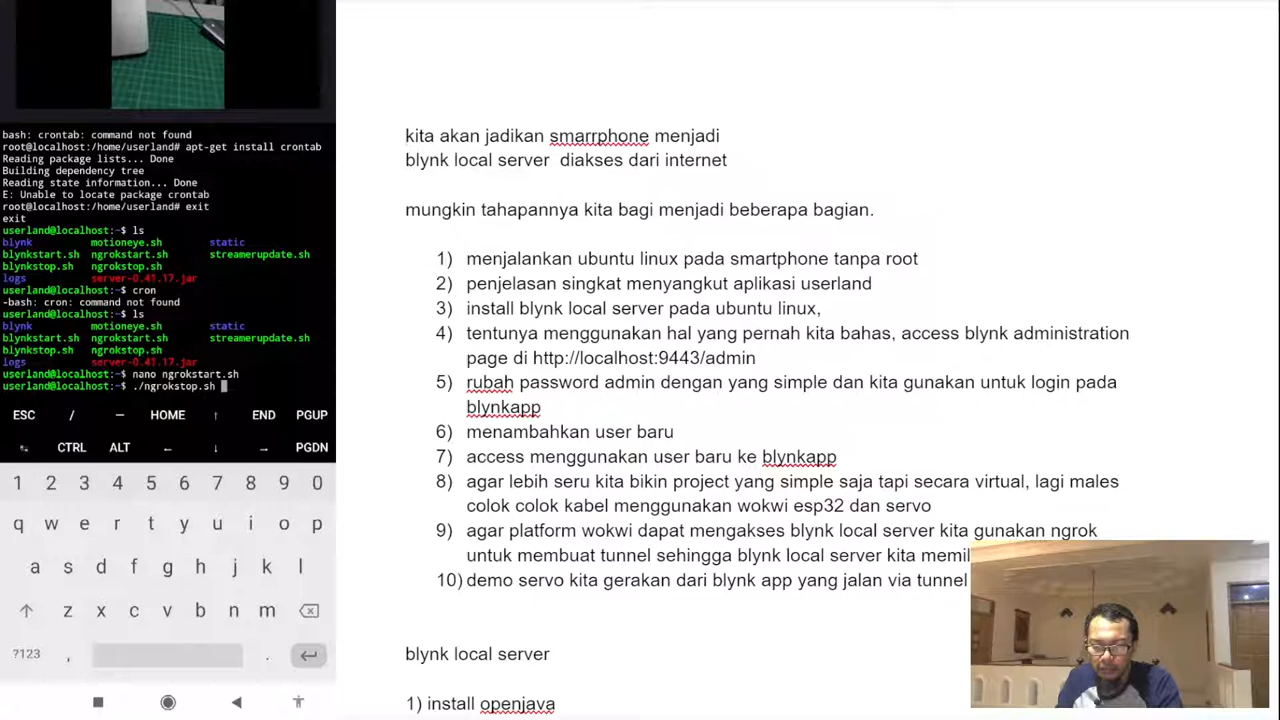 bash: crontab: command not found
root@localhost:/home/userland# apt-get install crontab
Reading package lists... Done
Building dependency tree
Reading state information... Done
E: Unable to locate package crontab
root@localhost:/home/userland# exit
exit
userland@localhost:~$ ls
blynk motioneye.sh static
blynkstart.sh ngrokstart.sh streamerupdate.sh
blynkstop.sh ngrokstop.sh
logs server-0.41.17.jar
userland@localhost:~$ cron
-bash: cron: command not found
userland@localhost:~$ ls
blynk motioneye.sh static
blynkstart.sh ngrokstart.sh streamerupdate.sh
blynkstop.sh ngrokstop.sh
logs server-0.41.17.jar
userland@localhost:~$ nano ngrokstart.sh
userland@localhost:~$ ./ngrokstop.sh
ESC / — HOME ↑ END PGUP
CTRL ALT ← ↓ → PGDN
1 2 3 4 5 6 7 8 9 0
q w e r t y u i o p
a s d f g h j k l
z x c v b n m
?123 , .
kita akan jadikan smarrphone menjadi
blynk local server diakses dari internet
mungkin tahapannya kita bagi menjadi beberapa bagian.
1) menjalankan ubuntu linux pada smartphone tanpa root
2) penjelasan singkat menyangkut aplikasi userland
3) install blynk local server pada ubuntu linux,
4) tentunya menggunakan hal yang pernah kita bahas, access blynk administration
page di http://localhost:9443/admin
5) rubah password admin dengan yang simple dan kita gunakan untuk login pada
blynkapp
6) menambahkan user baru
7) access menggunakan user baru ke blynkapp
8) agar lebih seru kita bikin project yang simple saja tapi secara virtual, lagi males
colok colok kabel menggunakan wokwi esp32 dan servo
9) agar platform wokwi dapat mengakses blynk local server kita gunakan ngrok
untuk membuat tunnel sehingga blynk local server kita memil
10) demo servo kita gerakan dari blynk app yang jalan via tunnel
blynk local server
1) install openjava